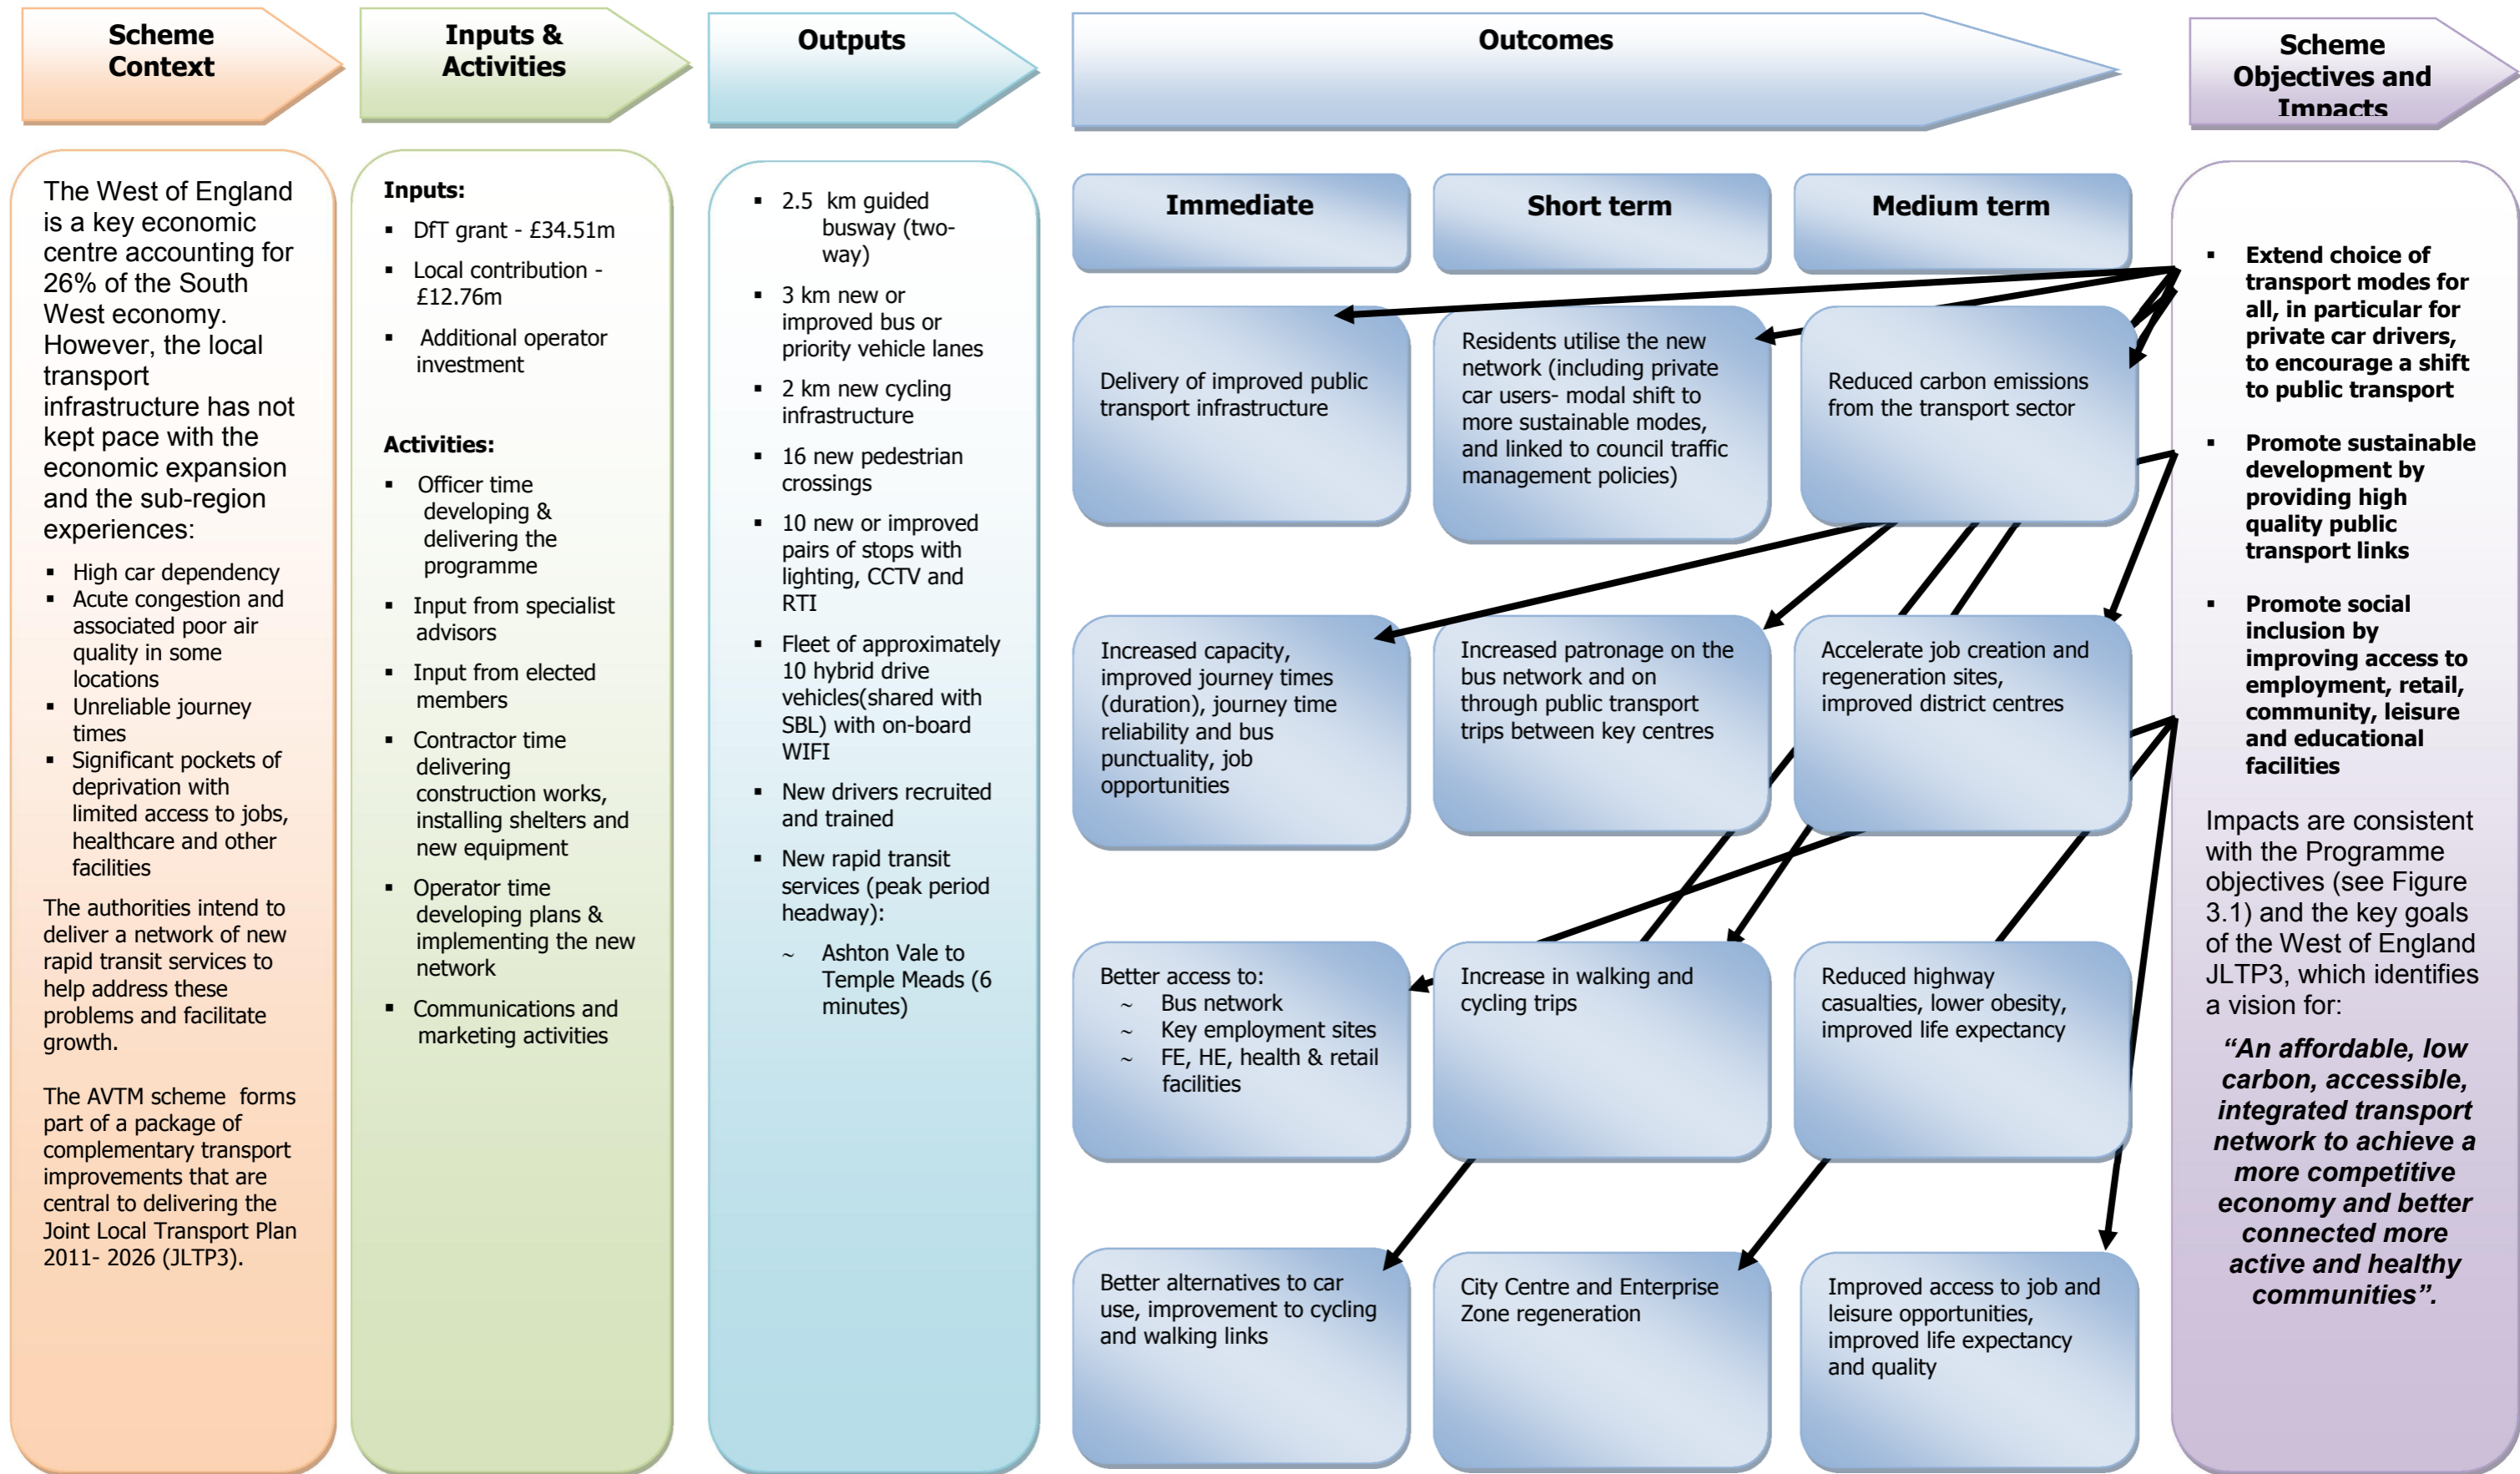 Scheme
Context
Inputs &
Activities
Outputs
Outcomes
Scheme
Objectives and
Impacts
The West of England
is a key economic
centre accounting for
26% of the South
West economy.
However, the local
transport
infrastructure has not
kept pace with the
economic expansion
and the sub-region
experiences:
▪ High car dependency
▪ Acute congestion and
associated poor air
quality in some
locations
▪ Unreliable journey
times
▪ Significant pockets of
deprivation with
limited access to jobs,
healthcare and other
facilities
The authorities intend to
deliver a network of new
rapid transit services to
help address these
problems and facilitate
growth.
The AVTM scheme forms
part of a package of
complementary transport
improvements that are
central to delivering the
Joint Local Transport Plan
2011- 2026 (JLTP3).
Inputs:
▪ DfT grant - £34.51m
▪ Local contribution -
£12.76m
▪ Additional operator
investment
Activities:
▪ Officer time
developing &
delivering the
programme
▪ Input from specialist
advisors
▪ Input from elected
members
▪ Contractor time
delivering
construction works,
installing shelters and
new equipment
▪ Operator time
developing plans &
implementing the new
network
▪ Communications and
marketing activities
▪ 2.5 km guided
busway (two-
way)
▪ 3 km new or
improved bus or
priority vehicle lanes
▪ 2 km new cycling
infrastructure
▪ 16 new pedestrian
crossings
▪ 10 new or improved
pairs of stops with
lighting, CCTV and
RTI
▪ Fleet of approximately
10 hybrid drive
vehicles(shared with
SBL) with on-board
WIFI
▪ New drivers recruited
and trained
▪ New rapid transit
services (peak period
headway):
~ Ashton Vale to
Temple Meads (6
minutes)
Immediate
Short term
Medium term
Delivery of improved public
transport infrastructure
Residents utilise the new
network (including private
car users- modal shift to
more sustainable modes,
and linked to council traffic
management policies)
Reduced carbon emissions
from the transport sector
Increased capacity,
improved journey times
(duration), journey time
reliability and bus
punctuality, job
opportunities
Increased patronage on the
bus network and on
through public transport
trips between key centres
Accelerate job creation and
regeneration sites,
improved district centres
Better access to:
~ Bus network
~ Key employment sites
~ FE, HE, health & retail
facilities
Increase in walking and
cycling trips
Reduced highway
casualties, lower obesity,
improved life expectancy
Better alternatives to car
use, improvement to cycling
and walking links
City Centre and Enterprise
Zone regeneration
Improved access to job and
leisure opportunities,
improved life expectancy
and quality
▪ Extend choice of
transport modes for
all, in particular for
private car drivers,
to encourage a shift
to public transport
▪ Promote sustainable
development by
providing high
quality public
transport links
▪ Promote social
inclusion by
improving access to
employment, retail,
community, leisure
and educational
facilities
Impacts are consistent
with the Programme
objectives (see Figure
3.1) and the key goals
of the West of England
JLTP3, which identifies
a vision for:
“An affordable, low
carbon, accessible,
integrated transport
network to achieve a
more competitive
economy and better
connected more
active and healthy
communities”.